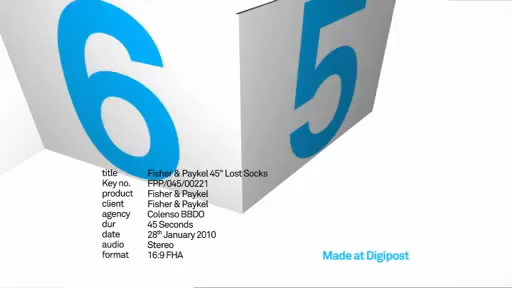 6 5
title Fisher & Paykel 45" Lost Socks
Key no. FPP/045/00221
product Fisher & Paykel
client Fisher & Paykel
agency Colenso BBDO
dur 45 Seconds
date 28th January 2010
audio Stereo
format 16:9 FHA
Made at Digipost